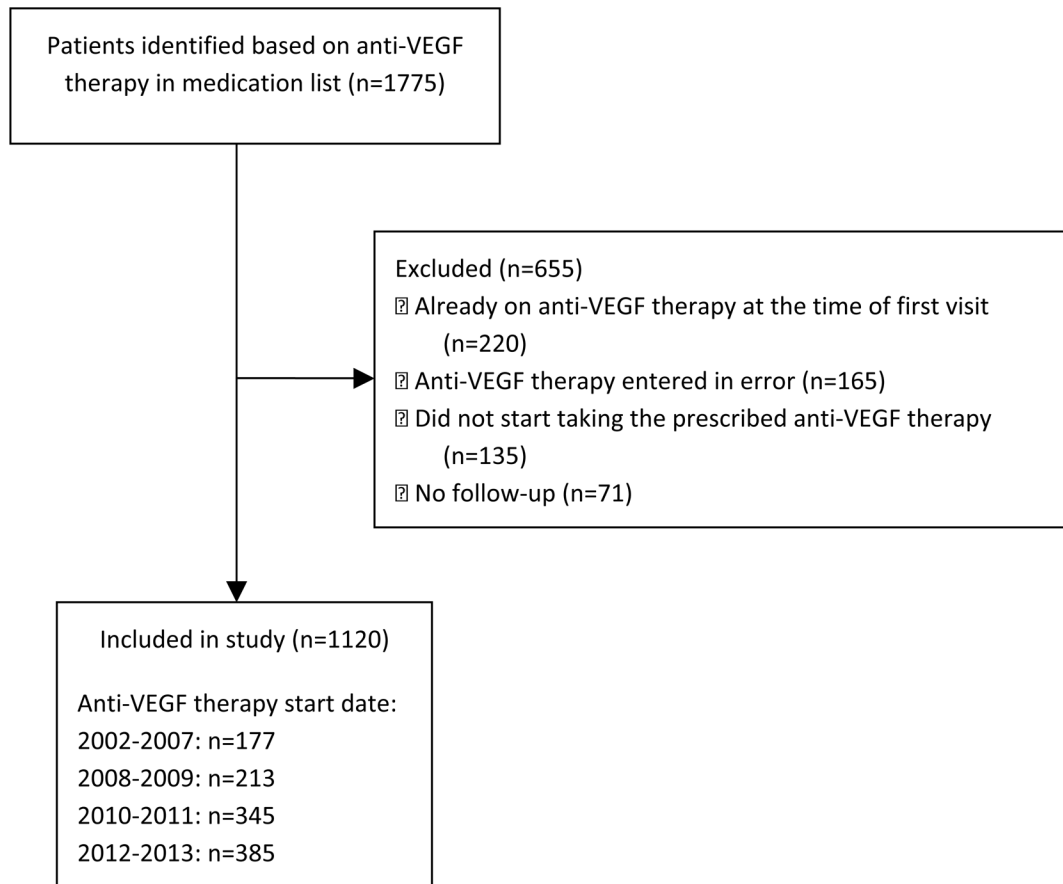 Patients identified based on anti-VEGF
therapy in medication list (n=1775)
Excluded (n=655)
⍰ Already on anti-VEGF therapy at the time of first visit
(n=220)
⍰ Anti-VEGF therapy entered in error (n=165)
⍰ Did not start taking the prescribed anti-VEGF therapy
(n=135)
⍰ No follow-up (n=71)
Included in study (n=1120)
Anti-VEGF therapy start date:
2002-2007: n=177
2008-2009: n=213
2010-2011: n=345
2012-2013: n=385